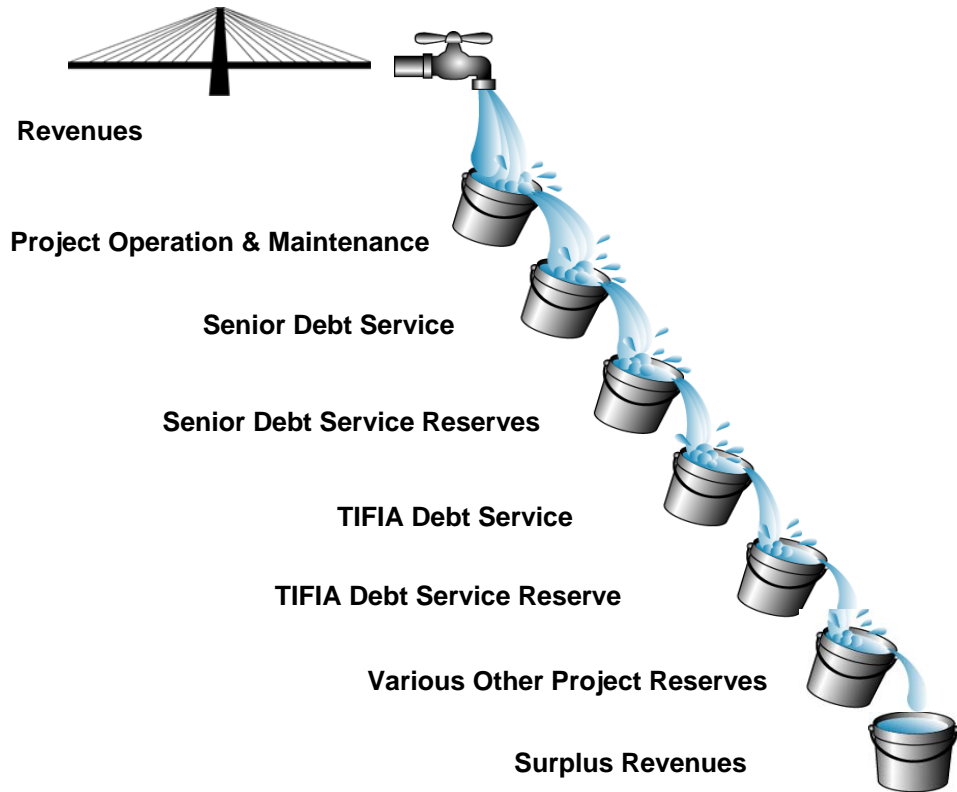 Revenues
Project Operation & Maintenance
Senior Debt Service
Senior Debt Service Reserves
TIFIA Debt Service
TIFIA Debt Service Reserve
Various Other Project Reserves
Surplus Revenues